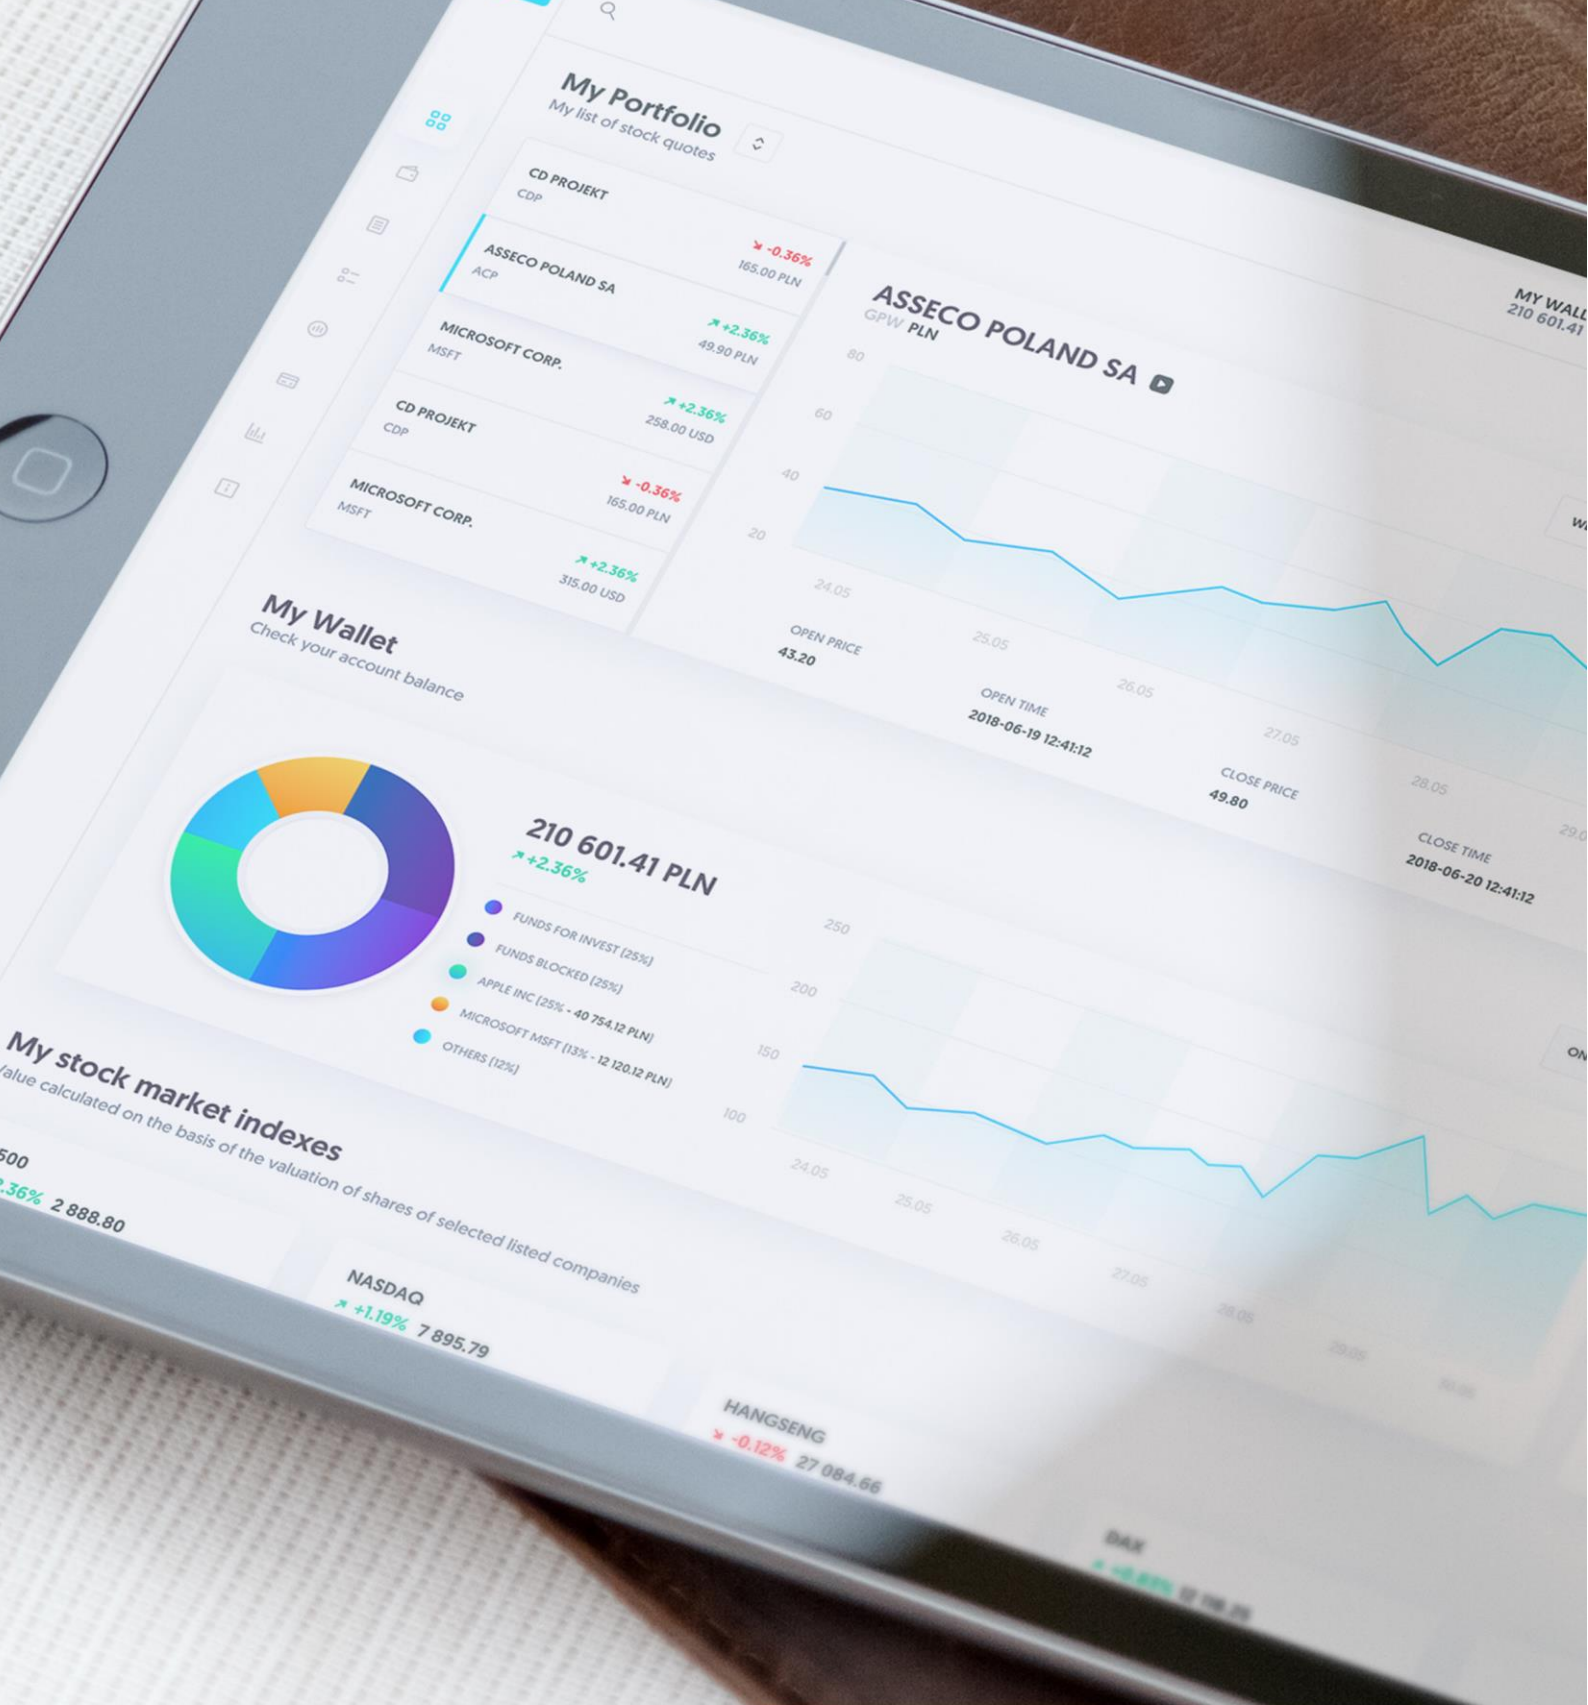 My Portfolio
My list of stock quotes
CD PROJEKT
CDP
-0.36%
165.00 PLN
ASSECO POLAND SA
ACP
+2.36%
49.90 PLN
MICROSOFT CORP.
MSFT
+2.36%
258.00 USD
CD PROJEKT
CDP
-0.36%
165.00 PLN
MICROSOFT CORP.
MSFT
+2.36%
315.00 USD
MY
210 601.41
ASSECO POLAND SA
GPW PLN
80
60
40
20
24.05
25.05
26.05
27.05
28.05
OPEN PRICE
43.20
OPEN TIME
2018-06-19 12:41:12
CLOSE PRICE
49.80
CLOSE TIME
2018-06-20 12:41:12
My Wallet
Check your account balance
210 601.41 PLN
+2.36%
FUNDS FOR INVEST (25%)
FUNDS BLOCKED (25%)
APPLE INC (25% - 40 754.12 PLN)
MICROSOFT MSFT (13% - 12 120.12 PLN)
OTHERS (12%)
250
200
150
100
24.05
25.05
26.05
27.05
28.05
29.05
My stock market indexes
calculated on the basis of the valuation of shares of selected listed companies
500
.36% 2 888.80
NASDAQ
+1.19% 7 895.79
HANGSENG
-0.12% 27 084.66
DAX